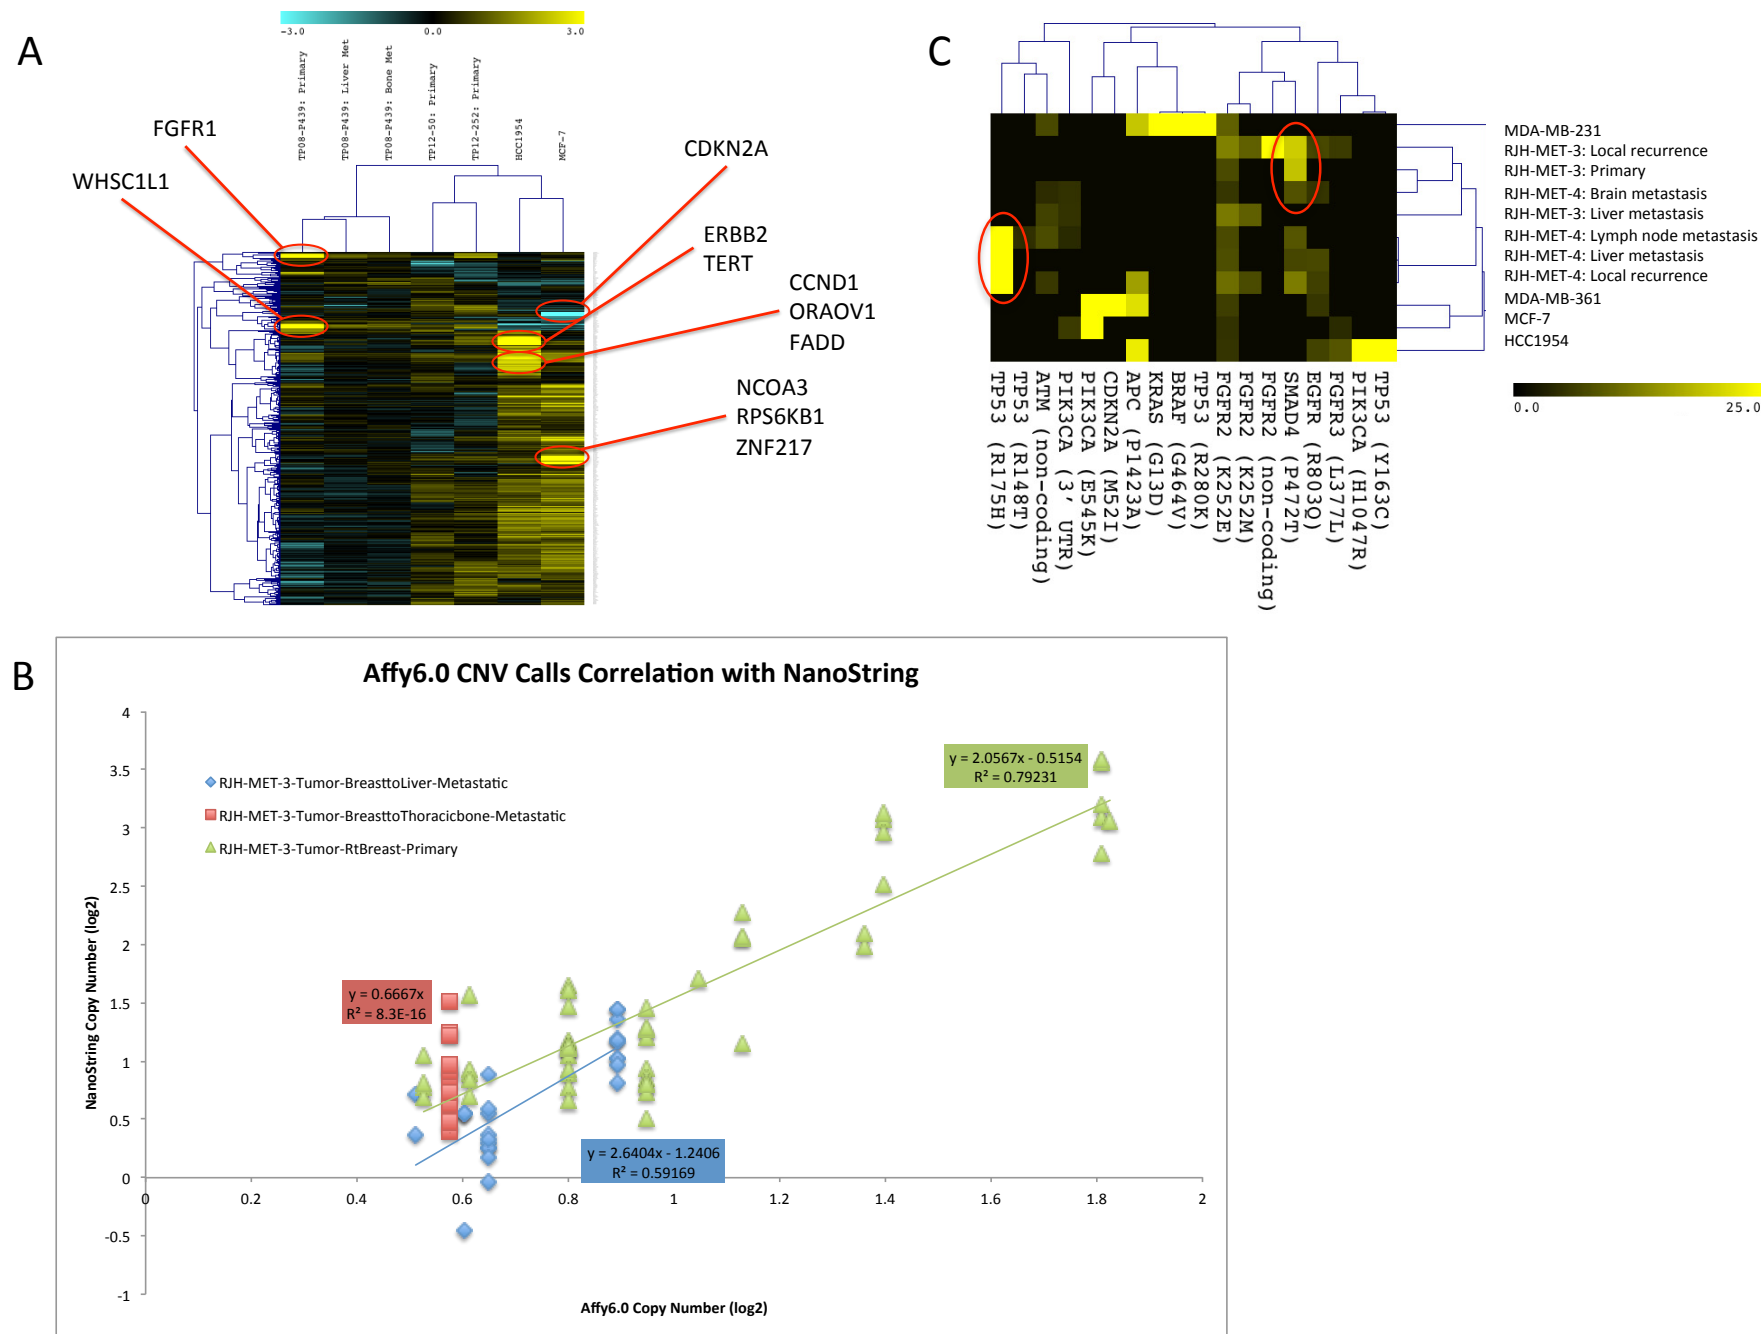 A
-3.0 0.0 3.0
TP08-P439: Primary
TP08-P439: Liver Met
TP08-P439: Bone Met
TP12-50: Primary
TP12-252: Primary
HCC1954
MCF-7
FGFR1
WHSC1L1
CDKN2A
ERBB2
TERT
CCND1
ORAOV1
FADD
NCOA3
RPS6KB1
ZNF217
C
MDA-MB-231
RJH-MET-3: Local recurrence
RJH-MET-3: Primary
RJH-MET-4: Brain metastasis
RJH-MET-3: Liver metastasis
RJH-MET-4: Lymph node metastasis
RJH-MET-4: Liver metastasis
RJH-MET-4: Local recurrence
MDA-MB-361
MCF-7
HCC1954
0.0 25.0
TP53 (R175H)
TP53 (R148T)
ATM (non-coding)
PIK3CA (3' UTR)
PIK3CA (E545K)
CDKN2A (M52I)
APC (P1423A)
KRAS (G13D)
BRAF (G464V)
TP53 (R280K)
FGFR2 (K252E)
FGFR2 (K252M)
FGFR2 (non-coding)
SMAD4 (P472T)
EGFR (R803Q)
FGFR3 (L377L)
PIK3CA (H1047R)
TP53 (Y163C)
B
Affy6.0 CNV Calls Correlation with NanoString
4
3.5
3
2.5
2
1.5
1
0.5
0
-0.5
-1
NanoString Copy Number (log2)
RJH-MET-3-Tumor-BreasttoLiver-Metastatic
RJH-MET-3-Tumor-BreasttoThoracicbone-Metastatic
RJH-MET-3-Tumor-RtBreast-Primary
y = 2.0567x - 0.5154
R² = 0.79231
y = 0.6667x
R² = 8.3E-16
y = 2.6404x - 1.2406
R² = 0.59169
0 0.2 0.4 0.6 0.8 1 1.2 1.4 1.6 1.8 2
Affy6.0 Copy Number (log2)